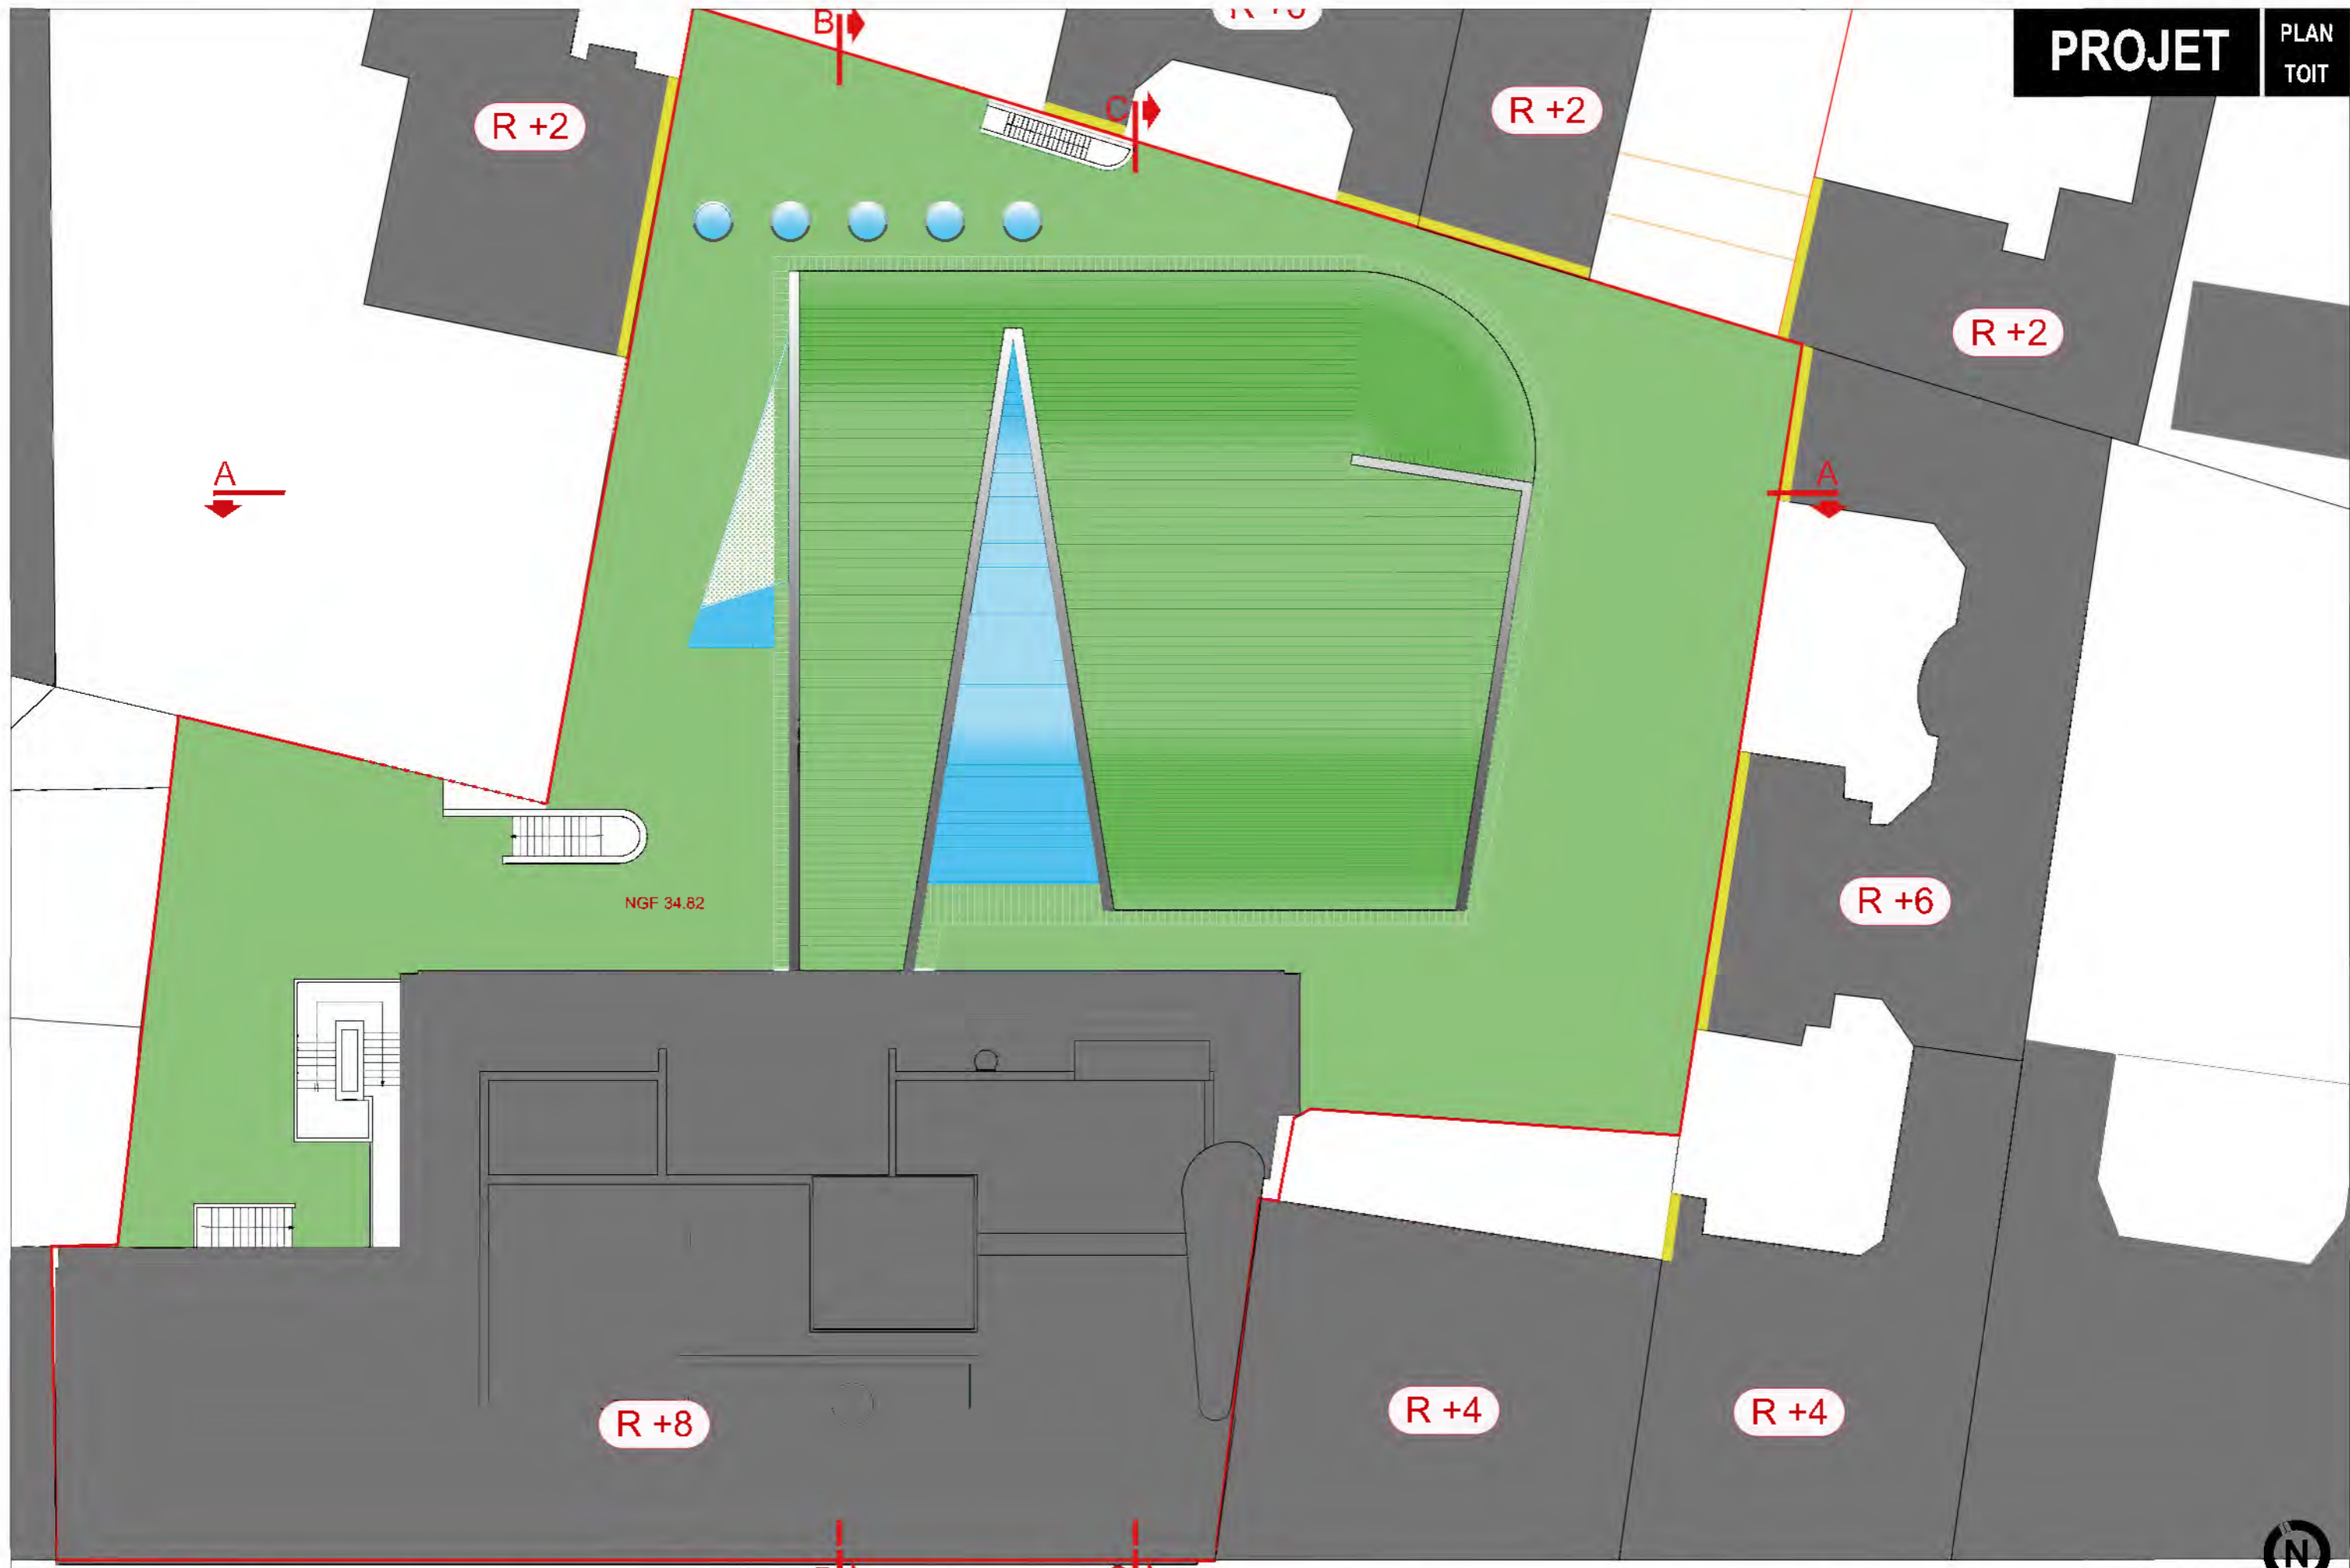 B
PROJET
PLAN
TOIT
C
R +2
R +2
R +2
A
A
NGF 34.82
R +6
R +8
R +4
R +4
N